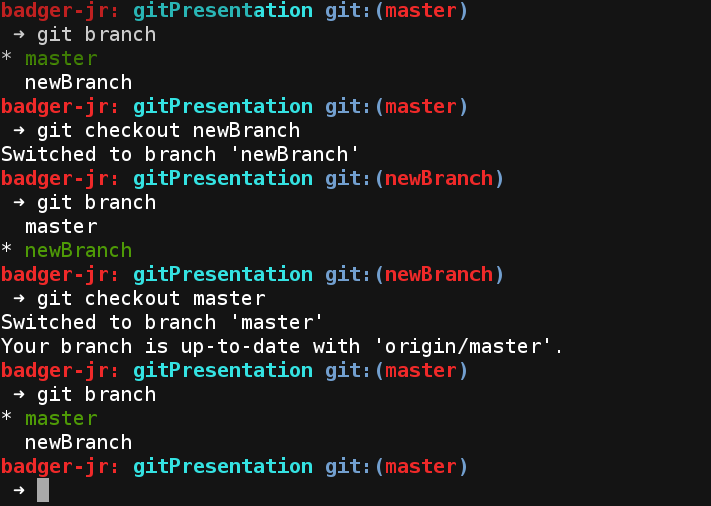 badger-jr: gitPresentation git:(master)
➜ git branch
* master
newBranch
badger-jr: gitPresentation git:(master)
➜ git checkout newBranch
Switched to branch 'newBranch'
badger-jr: gitPresentation git:(newBranch)
➜ git branch
master
* newBranch
badger-jr: gitPresentation git:(newBranch)
➜ git checkout master
Switched to branch 'master'
Your branch is up-to-date with 'origin/master'.
badger-jr: gitPresentation git:(master)
➜ git branch
* master
newBranch
badger-jr: gitPresentation git:(master)
➜